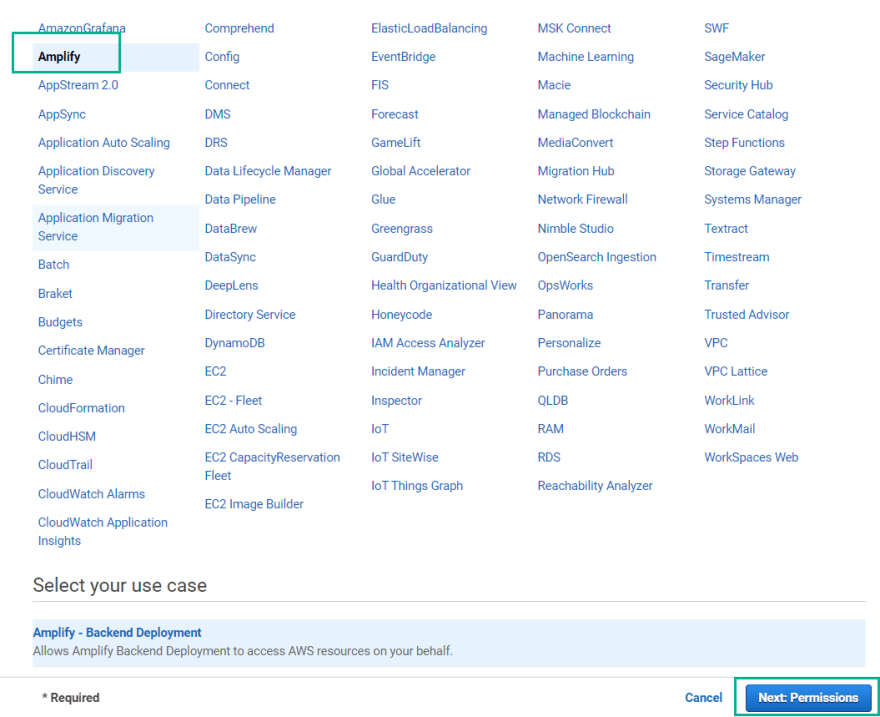 AmazonGrafana
Amplify
AppStream 2.0
AppSync
Application Auto Scaling
Application Discovery
Service
Application Migration
Service
Batch
Braket
Budgets
Certificate Manager
Chime
CloudFormation
CloudHSM
CloudTrail
CloudWatch Alarms
CloudWatch Application
Insights
Comprehend
Config
Connect
DMS
DRS
Data Lifecycle Manager
Data Pipeline
DataBrew
DataSync
DeepLens
Directory Service
DynamoDB
EC2
EC2 - Fleet
EC2 Auto Scaling
EC2 CapacityReservation
Fleet
EC2 Image Builder
ElasticLoadBalancing
EventBridge
FIS
Forecast
GameLift
Global Accelerator
Glue
Greengrass
GuardDuty
Health Organizational View
Honeycode
IAM Access Analyzer
Incident Manager
Inspector
IoT
IoT SiteWise
IoT Things Graph
MSK Connect
Machine Learning
Macie
Managed Blockchain
MediaConvert
Migration Hub
Network Firewall
Nimble Studio
OpenSearch Ingestion
OpsWorks
Panorama
Personalize
Purchase Orders
QLDB
RAM
RDS
Reachability Analyzer
SWF
SageMaker
Security Hub
Service Catalog
Step Functions
Storage Gateway
Systems Manager
Textract
Timestream
Transfer
Trusted Advisor
VPC
VPC Lattice
WorkLink
WorkMail
WorkSpaces Web
Select your use case
Amplify - Backend Deployment
Allows Amplify Backend Deployment to access AWS resources on your behalf.
* Required
Cancel
Next: Permissions